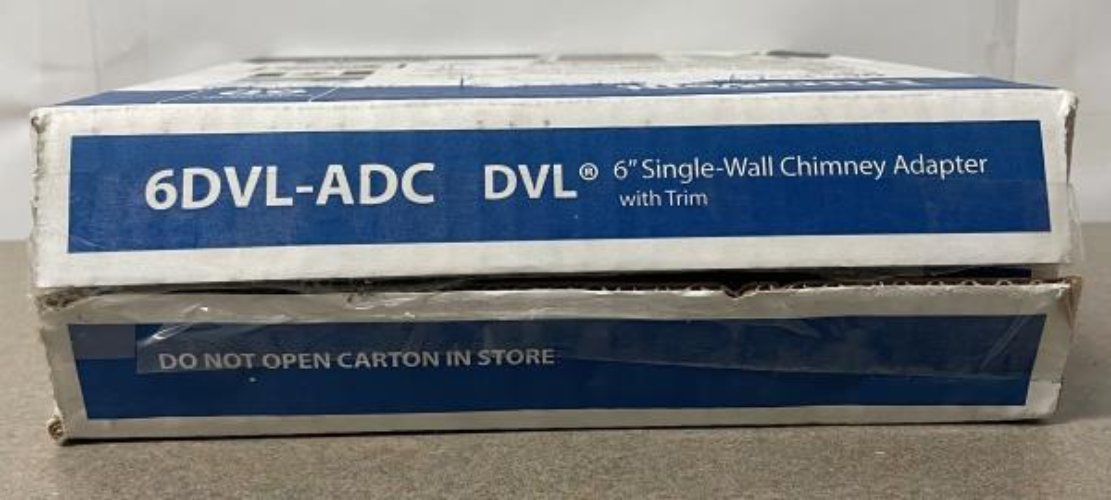 6DVL-ADC DVL® 6" Single-Wall Chimney Adapter
with Trim
DO NOT OPEN CARTON IN STORE